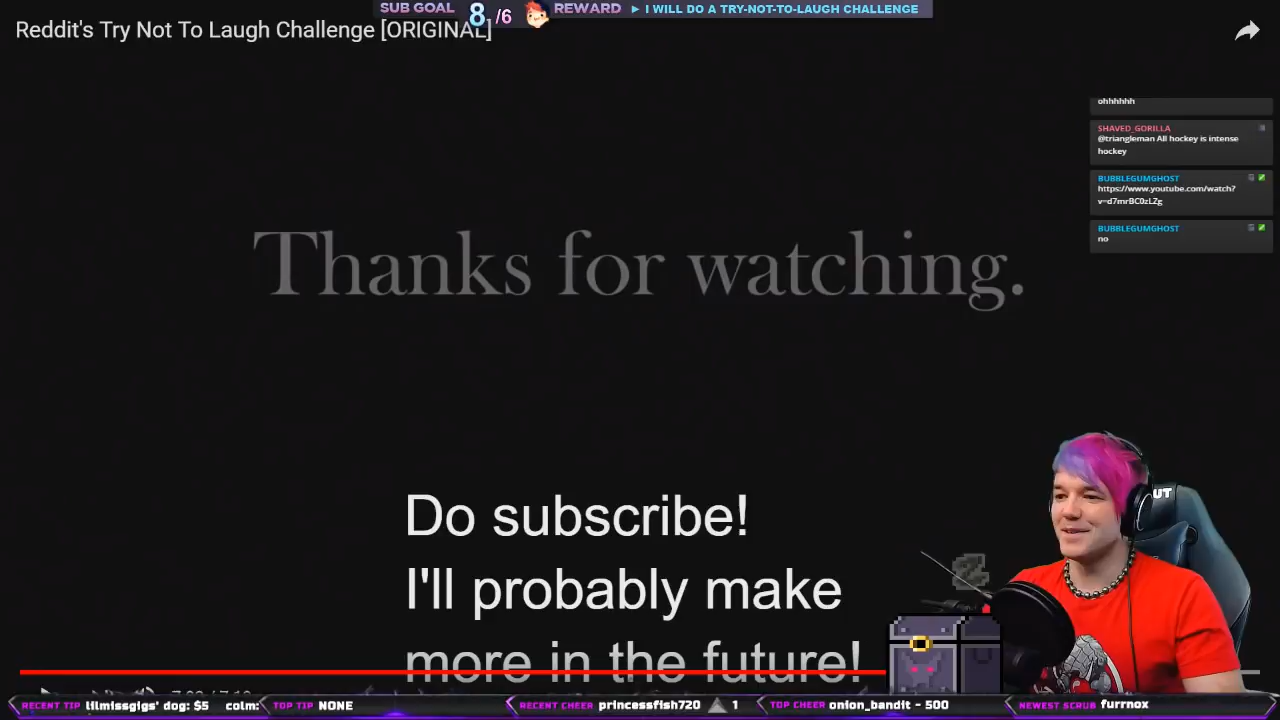 SUB GOAL 8 /6 REWARD ► I WILL DO A TRY-NOT-TO-LAUGH CHALLENGE
Reddit's Try Not To Laugh Challenge [ORIGINAL]
ohhhhhh
SHAVED_GORILLA
@triangleman All hockey is intense
hockey
BUBBLEGUMGHOST
https://www.youtube.com/watch?
v=d7mrBC0zLZg
BUBBLEGUMGHOST
no
Thanks for watching.
Do subscribe!
I'll probably make
more in the future!
UT
RECENT TIP lilmissgigs' dog: $5 colm: TOP TIP NONE RECENT CHEER princessfish720 1 TOP CHEER onion_bandit - 500 NEWEST SCRUB furrnox